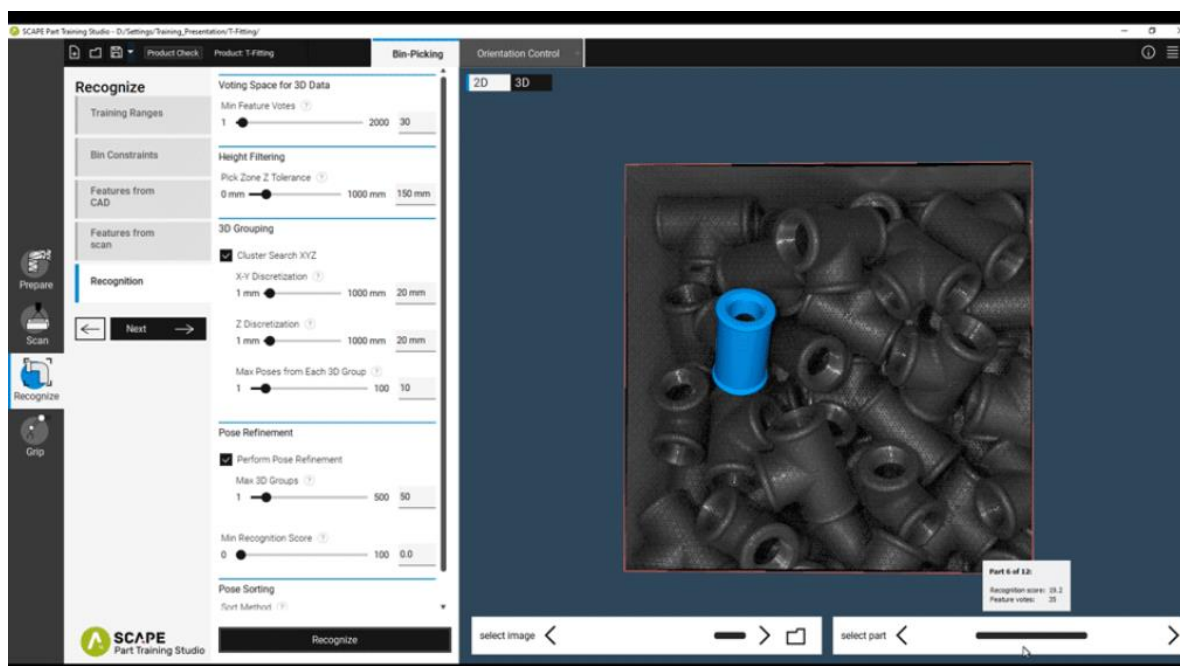 SCAPE Part Training Studio - D:/Settings/Training_Presentation/T-Fitting/
Product Check
Product: T-Fitting
Bin-Picking
Orientation Control
Recognize
Training Ranges
Bin Constraints
Features from
CAD
Features from
scan
Recognition
Next
Prepare
Scan
Recognize
Grip
Voting Space for 3D Data
Min Feature Votes ?
1 2000 30
Height Filtering
Pick Zone Z Tolerance ?
0 mm 1000 mm 150 mm
3D Grouping
Cluster Search XYZ
X-Y Discretization ?
1 mm 1000 mm 20 mm
Z Discretization ?
1 mm 1000 mm 20 mm
Max Poses from Each 3D Group ?
1 100 10
Pose Refinement
Perform Pose Refinement
Max 3D Groups ?
1 500 50
Min Recognition Score ?
0 100 0.0
Pose Sorting
Sort Method ?
Recognize
SCAPE
Part Training Studio
2D 3D
Part 6 of 12:
Recognition score: 19.2
Feature votes: 35
select image
select part